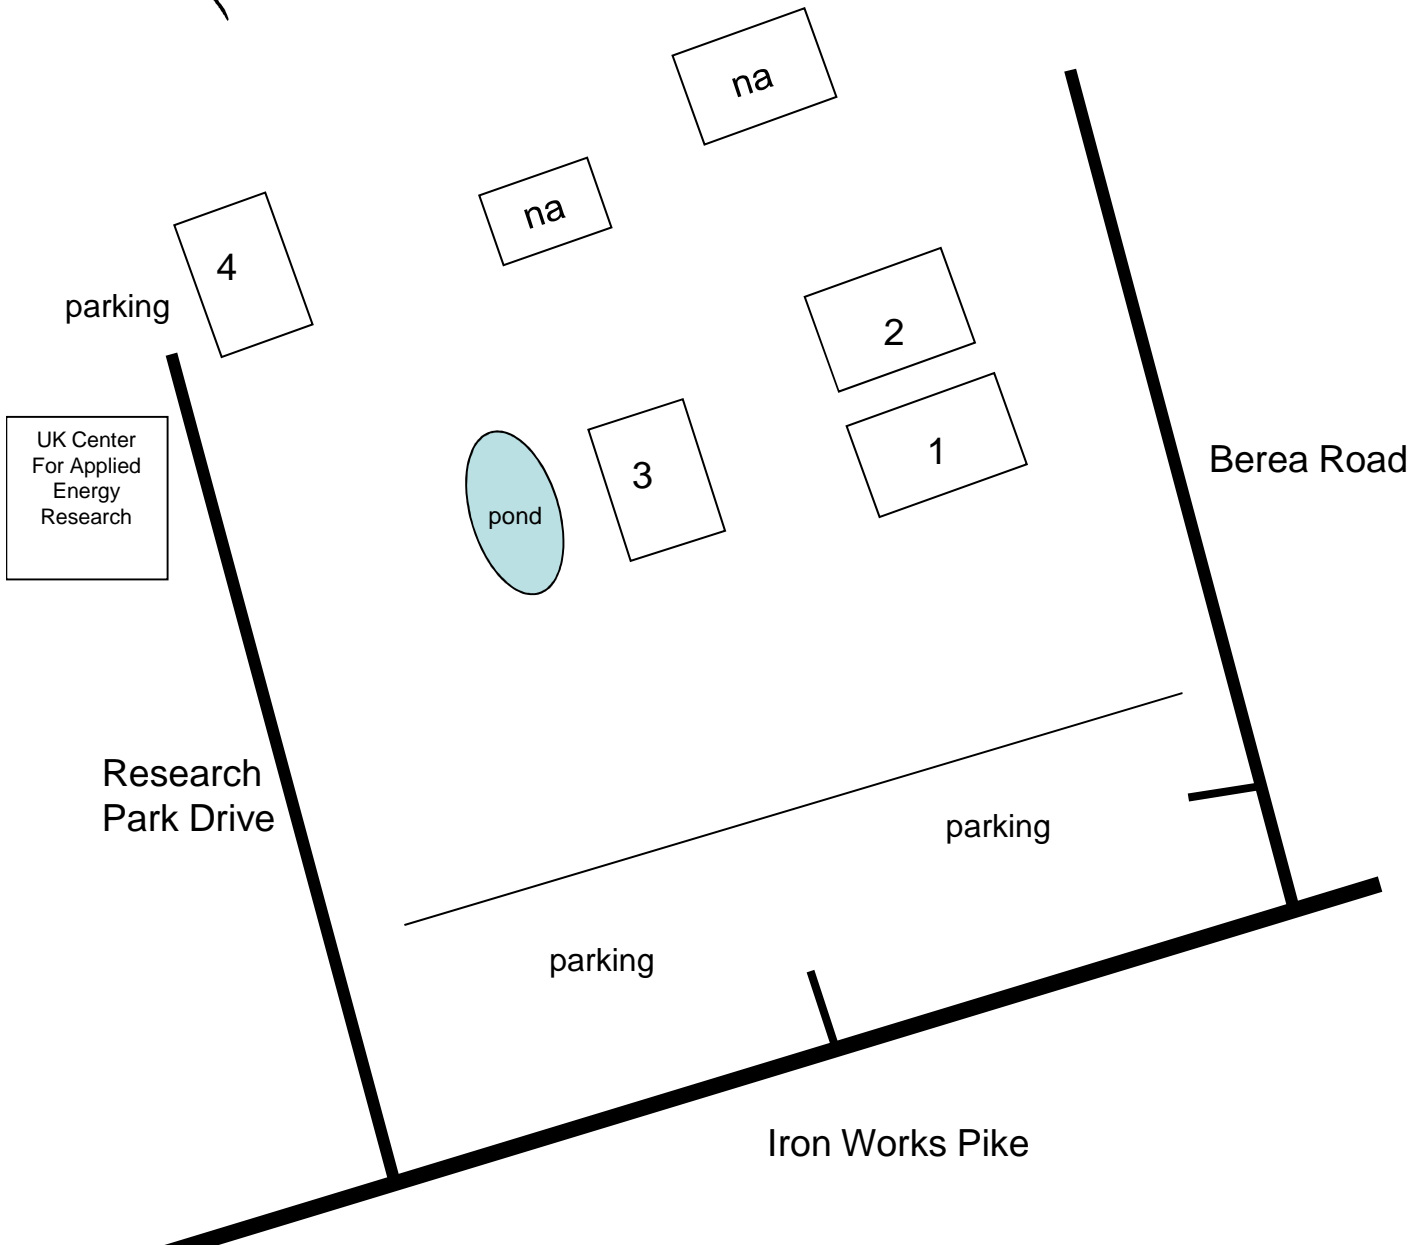 na
na
4
parking
2
1
3
pond
UK Center
For Applied
Energy
Research
Berea Road
Research
Park Drive
parking
parking
Iron Works Pike